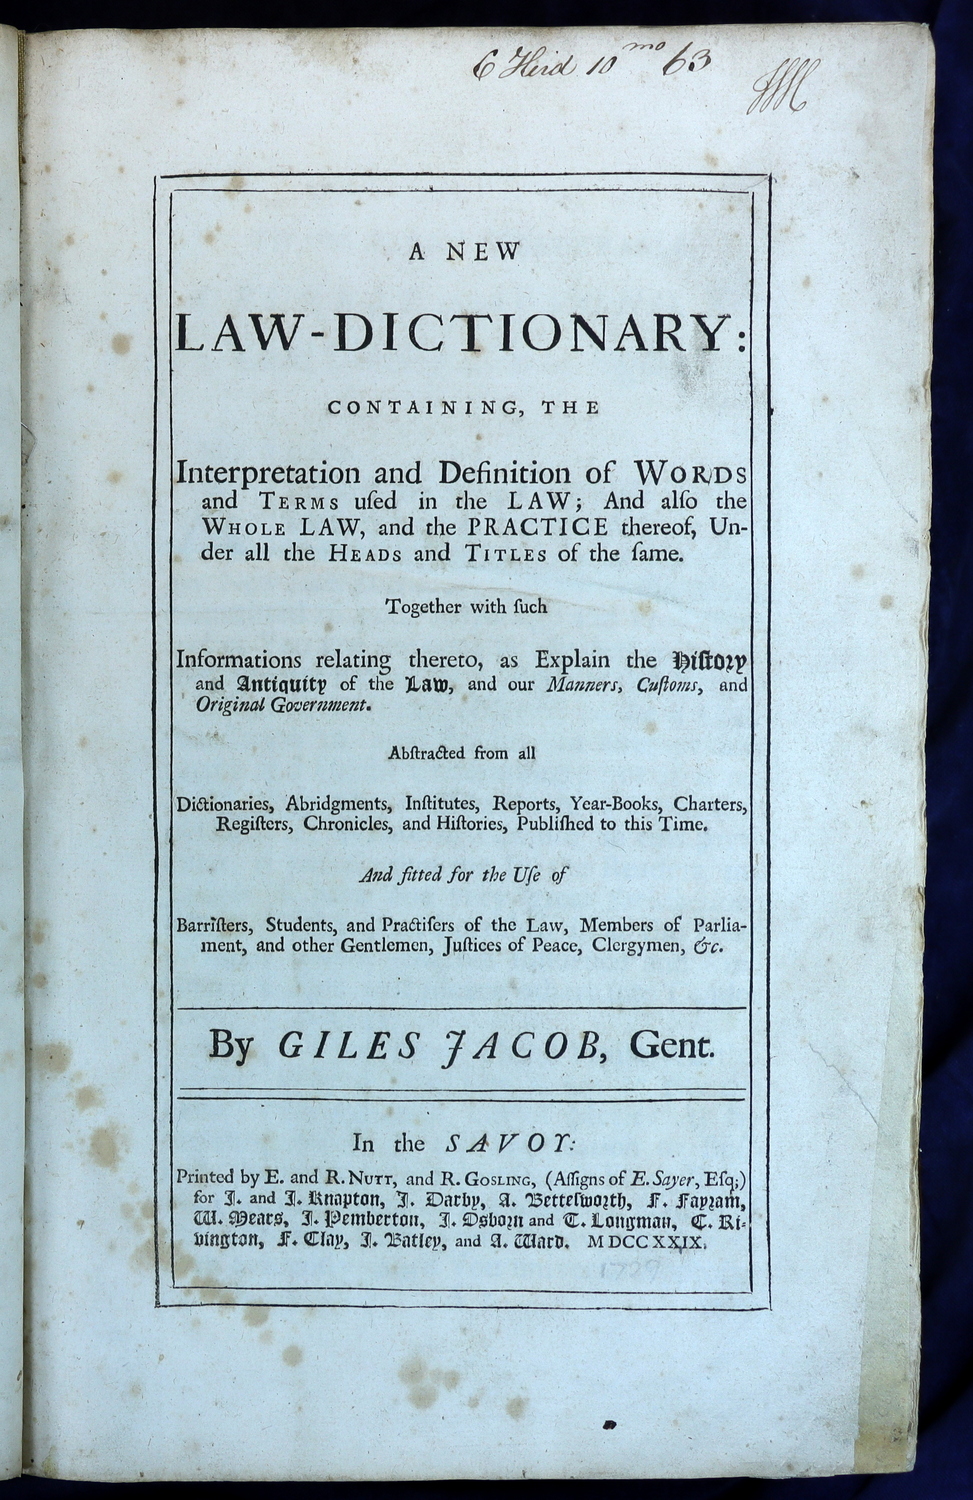 6 Heird 10 mo 63
A NEW
LAW-DICTIONARY:
CONTAINING, THE
Interpretation and Definition of WORDS
and TERMS uſed in the LAW; And alſo the
WHOLE LAW, and the PRACTICE thereof, Un-
der all the HEADS and TITLES of the ſame.
Together with ſuch
Informations relating thereto, as Explain the Hiſtory
and Antiquity of the Law, and our Manners, Cuſtoms, and
Original Government.
Abſtracted from all
Dictionaries, Abridgments, Inſtitutes, Reports, Year-Books, Charters,
Regiſters, Chronicles, and Hiſtories, Publiſhed to this Time.
And fitted for the Uſe of
Barriſters, Students, and Practiſers of the Law, Members of Parlia-
ment, and other Gentlemen, Juſtices of Peace, Clergymen, &c.
By GILES JACOB, Gent.
In the SAVOY:
Printed by E. and R. NUTT, and R. GOSLING, (Aſſigns of E. Sayer, Eſq;)
for J. and J. Knapton, J. Darby, A. Betteſworth, F. Fayram,
W. Mears, J. Pemberton, J. Osborn and T. Longman, C. Ri-
vington, F. Clay, J. Batley, and A. Ward. MDCCXXIX.
1729